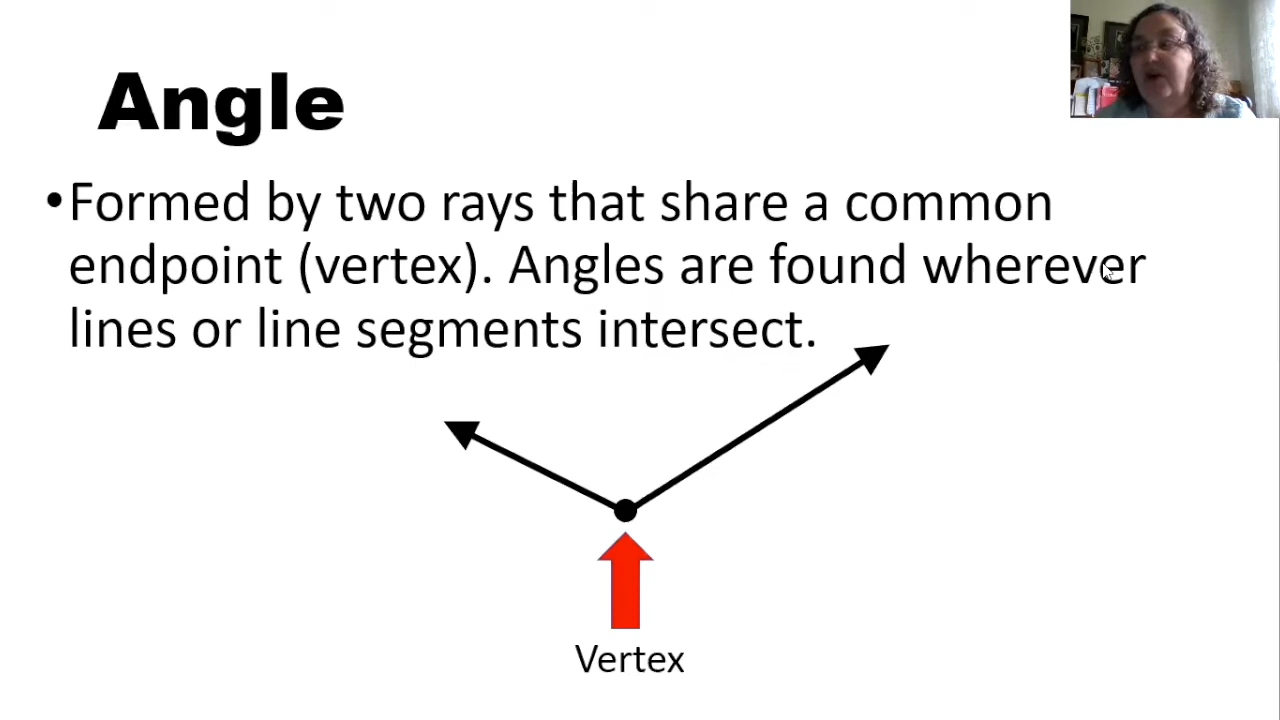 Angle
•Formed by two rays that share a common
endpoint (vertex). Angles are found wherever
lines or line segments intersect.
Vertex